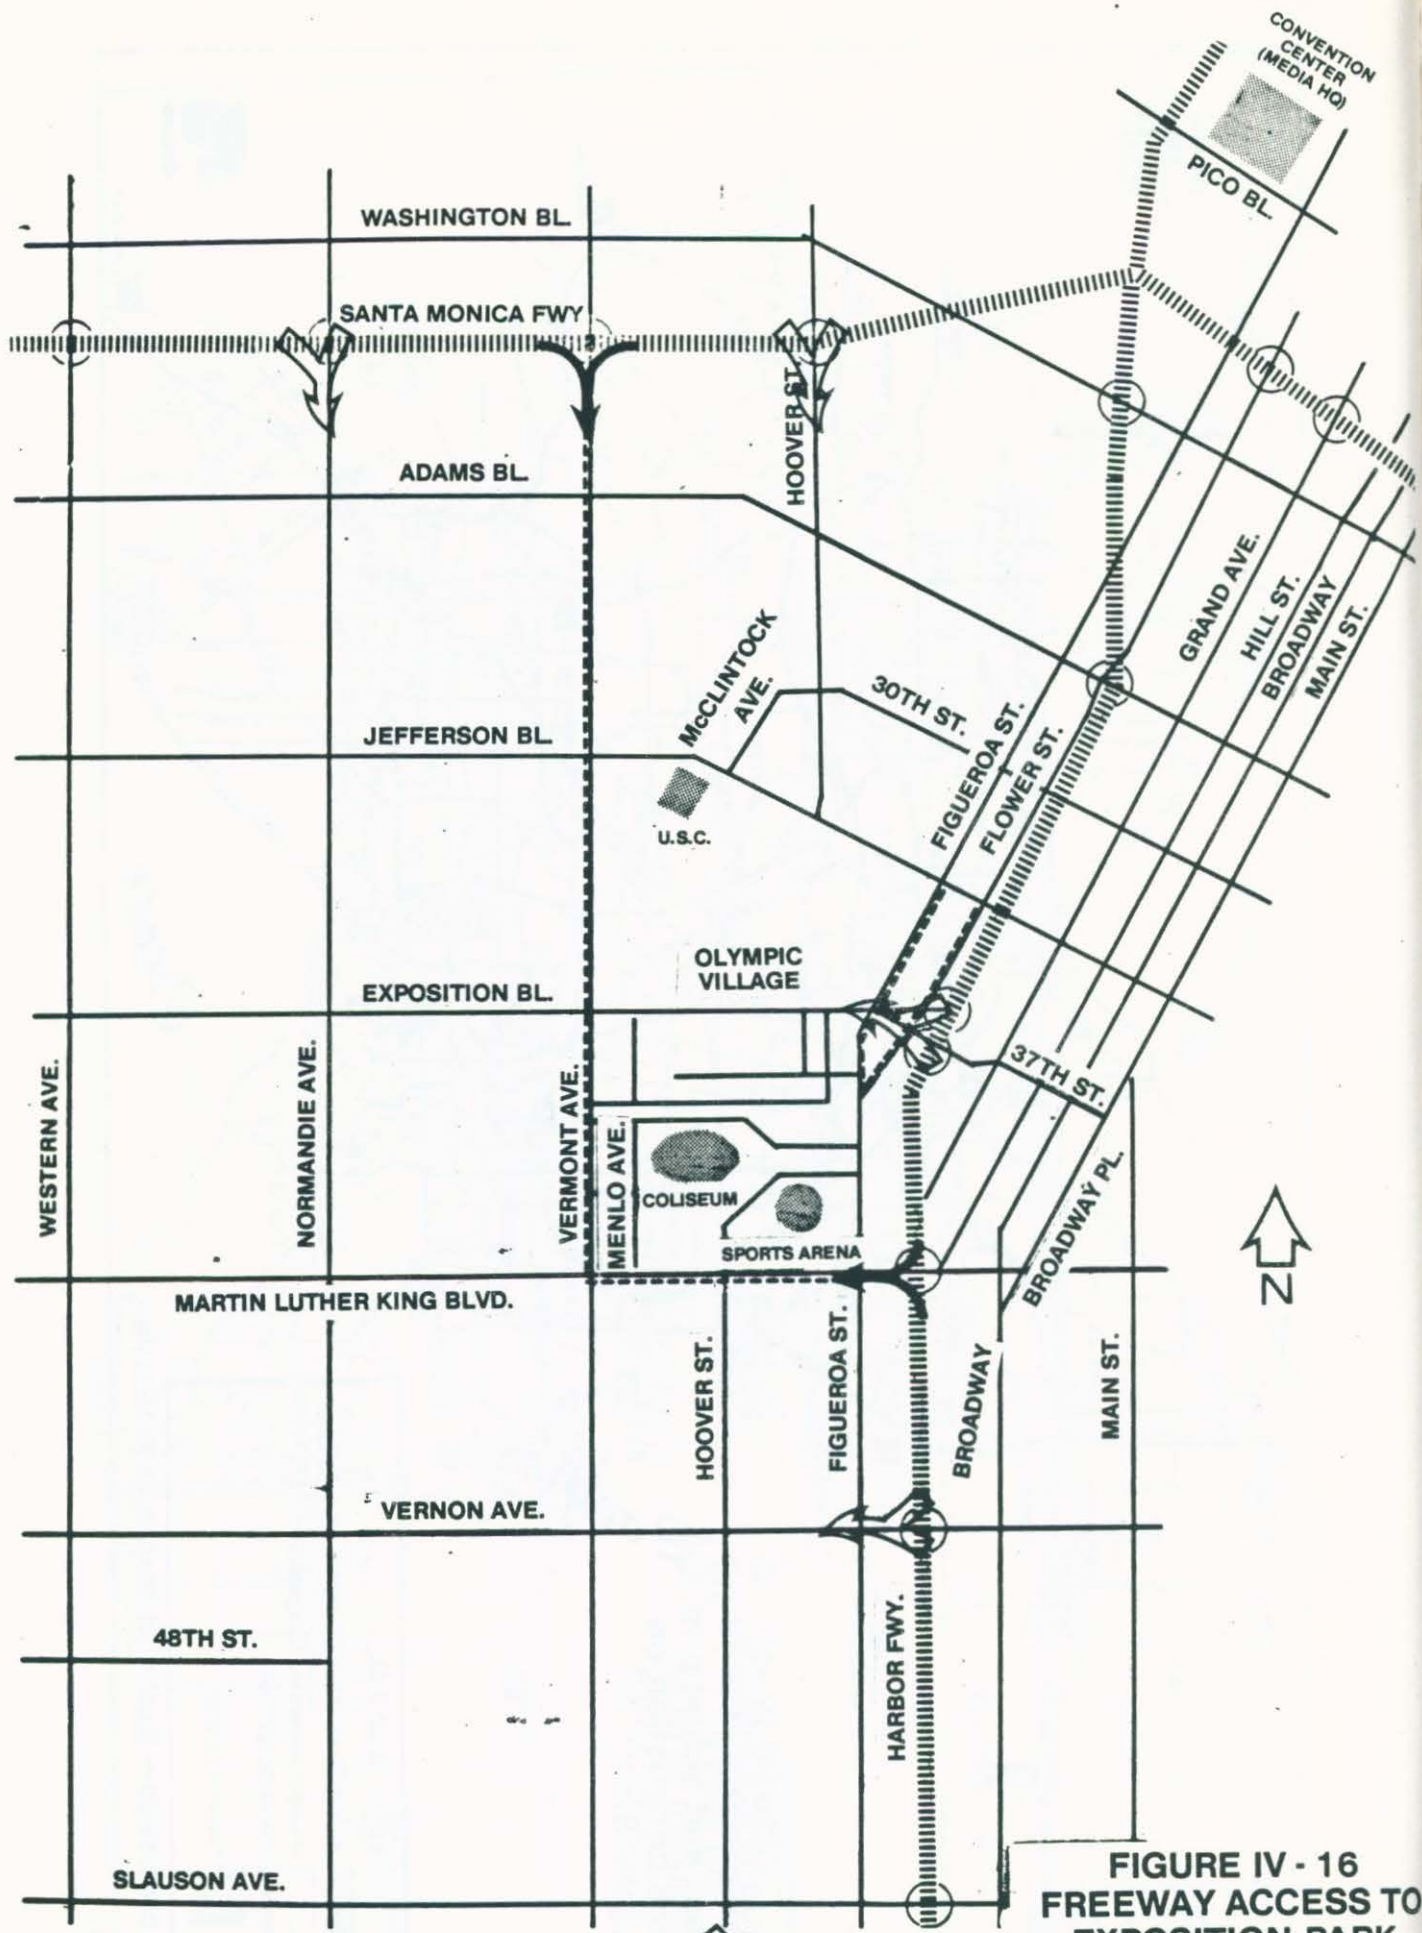 CONVENTION
CENTER
(MEDIA HQ)
PICO BL.
WASHINGTON BL.
SANTA MONICA FWY
HOOVER ST.
ADAMS BL.
GRAND AVE.
HILL ST.
BROADWAY
MAIN ST.
McCLINTOCK
AVE.
30TH ST.
FIGUEROA ST.
FLOWER ST.
JEFFERSON BL.
U.S.C.
OLYMPIC
VILLAGE
EXPOSITION BL.
37TH ST.
WESTERN AVE.
NORMANDIE AVE.
VERMONT AVE.
MENLO AVE.
COLISEUM
SPORTS ARENA
BROADWAY PL.
N
MARTIN LUTHER KING BLVD.
HOOVER ST.
FIGUEROA ST.
BROADWAY
MAIN ST.
VERNON AVE.
48TH ST.
HARBOR FWY.
SLAUSON AVE.
FIGURE IV - 16
FREEWAY ACCESS TO
EXPOSITION PARK